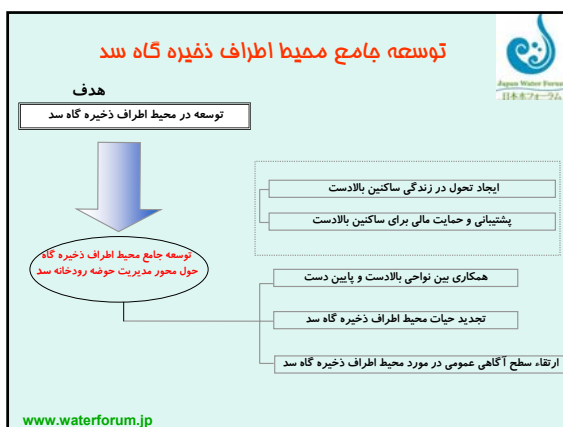 توسعه جامع محیط اطراف ذخیره گاه سد
Japan Water Forum
日本水フォーラム
هدف
توسعه در محیط اطراف ذخیره گاه سد
ایجاد تحول در زندگی ساکنین بالادست
پشتیبانی و حمایت مالی برای ساکنین بالادست
توسعه جامع محیط اطراف ذخیره گاه
حول محور مدیریت حوضه رودخانه سد
همکاری بین نواحی بالادست و پایین دست
تجدید حیات محیط اطراف ذخیره گاه سد
ارتقاء سطح آگاهی عمومی در مورد محیط اطراف ذخیره گاه سد
www.waterforum.jp